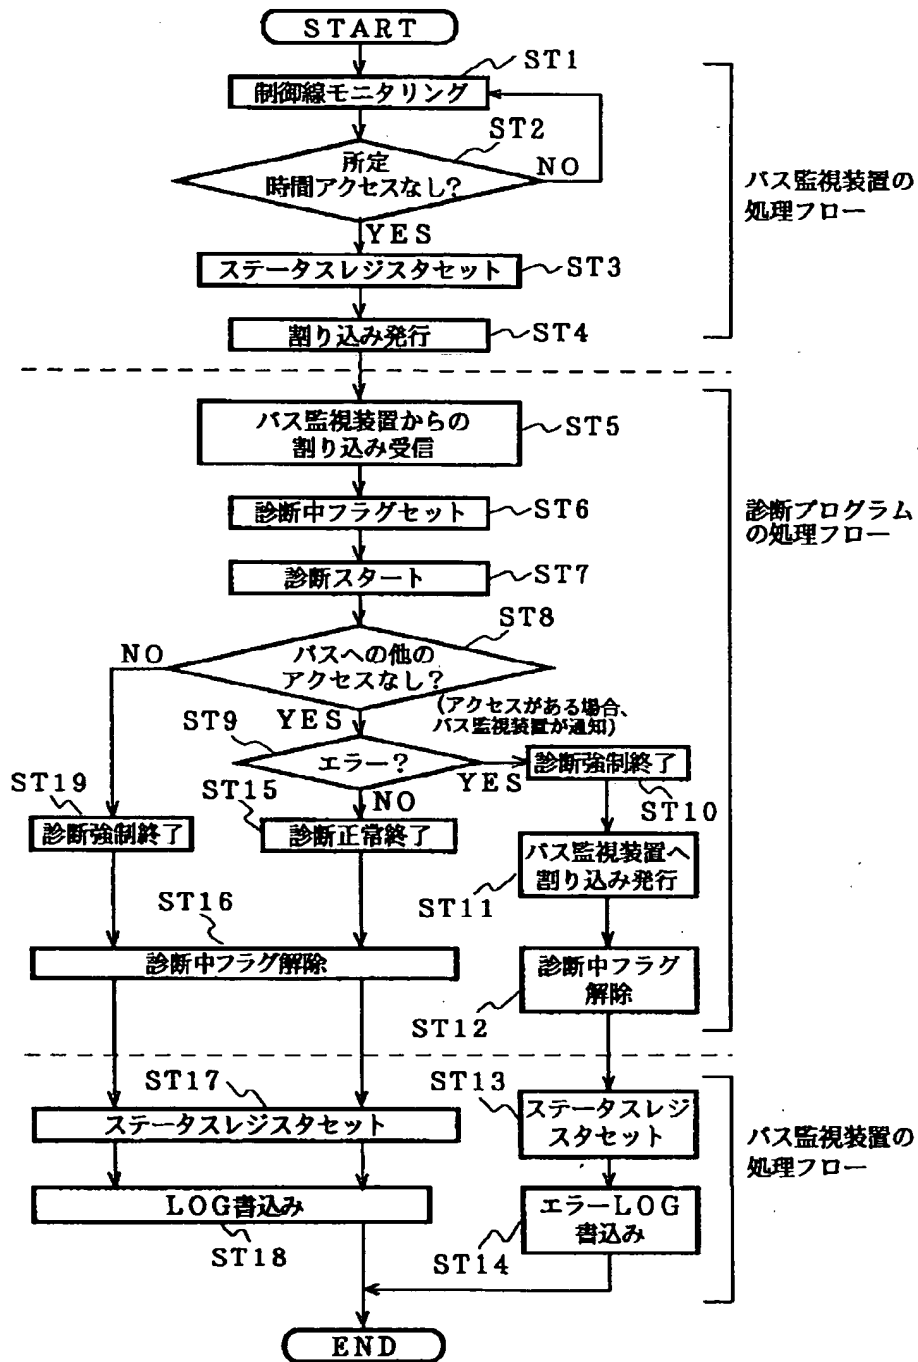 START
ST1
制御線モニタリング
ST2
所定
時間アクセスなし?
NO
YES
ステータスレジスタセット
ST3
割り込み発行
ST4
バス監視装置の
処理フロー
バス監視装置からの
割り込み受信
ST5
診断中フラグセット
ST6
診断スタート
ST7
診断プログラム
の処理フロー
ST8
バスへの他の
アクセスなし?
NO
YES
(アクセスがある場合、
バス監視装置が通知)
ST9
エラー?
YES
NO
診断強制終了
ST10
ST19
診断強制終了
ST15
診断正常終了
バス監視装置へ
割り込み発行
ST11
ST16
診断中フラグ解除
診断中フラグ
解除
ST12
ST17
ステータスレジスタセット
ST13
ステータスレジ
スタセット
バス監視装置の
処理フロー
LOG書込み
ST18
エラーLOG
書込み
ST14
END